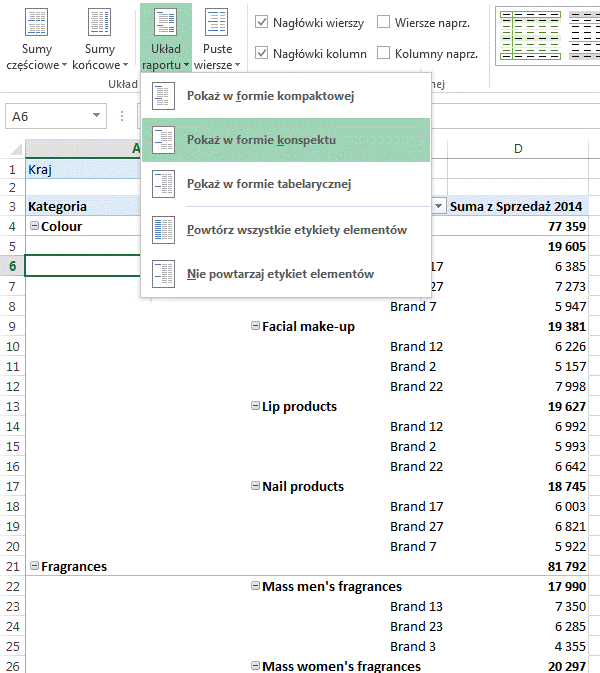 Sumy częściowe Sumy końcowe Układ raportu Puste wiersze
Nagłówki wierszy Wiersze naprz.
Nagłówki kolumn Kolumny naprz.
Układ
Pokaż w formie kompaktowej
Pokaż w formie konspektu
Pokaż w formie tabelarycznej
Powtórz wszystkie etykiety elementów
Nie powtarzaj etykiet elementów
A6
A D
1 Kraj
2
3 Kategoria Suma z Sprzedaż 2014
4 Colour 77 359
5 19 605
6 17 6 385
7 27 7 273
8 Brand 7 5 947
9 Facial make-up 19 381
10 Brand 12 6 226
11 Brand 2 5 157
12 Brand 22 7 998
13 Lip products 19 627
14 Brand 12 6 992
15 Brand 2 5 993
16 Brand 22 6 642
17 Nail products 18 745
18 Brand 17 6 003
19 Brand 27 6 821
20 Brand 7 5 922
21 Fragrances 81 792
22 Mass men's fragrances 17 990
23 Brand 13 7 350
24 Brand 23 6 285
25 Brand 3 4 355
26 Mass women's fragrances 20 297